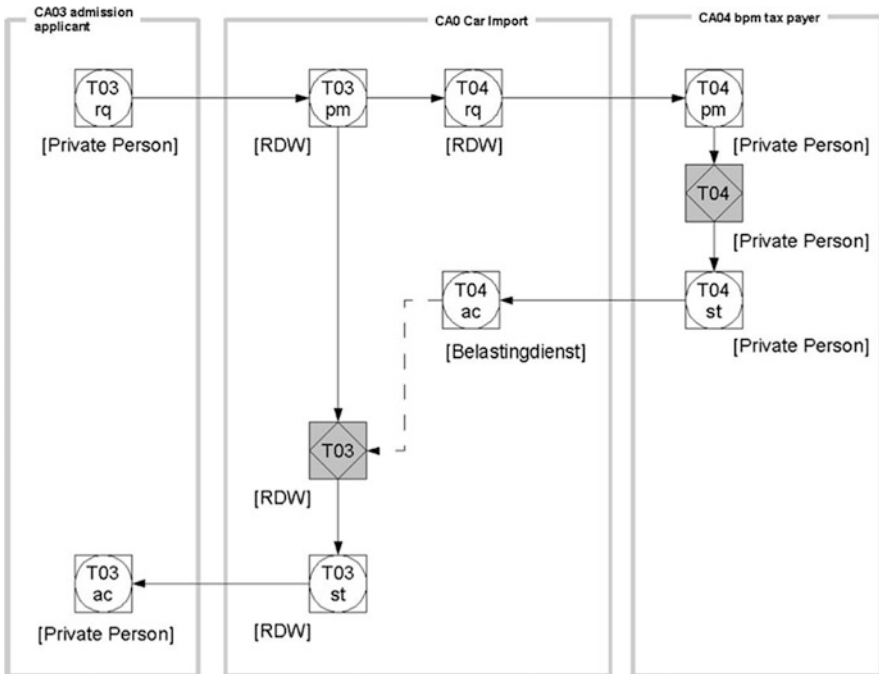 CA03 admission
applicant
CA0 Car Import
CA04 bpm tax payer
T03
rq
T03
pm
T04
rq
T04
pm
[Private Person]
[RDW]
[RDW]
[Private Person]
T04
[Private Person]
T04
ac
T04
st
[Belastingdienst]
[Private Person]
T03
[RDW]
T03
ac
T03
st
[Private Person]
[RDW]